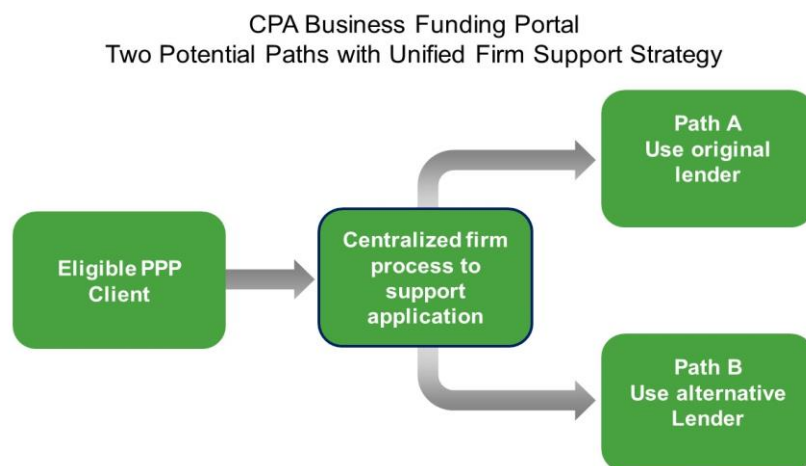 CPA Business Funding Portal
Two Potential Paths with Unified Firm Support Strategy
Eligible PPP
Client
Centralized firm
process to
support
application
Path A
Use original
lender
Path B
Use alternative
Lender